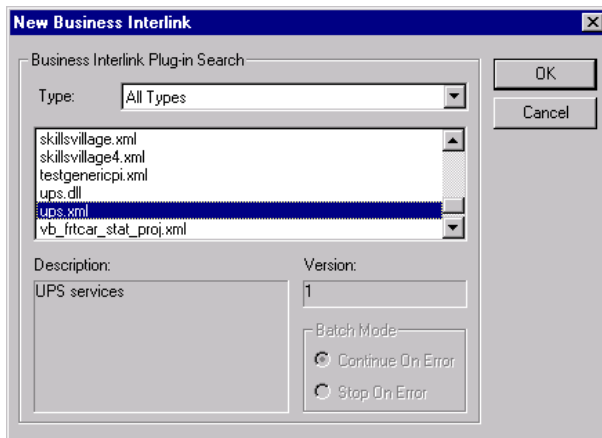 New Business Interlink
Business Interlink Plug-in Search
OK
Type: All Types
Cancel
skillsvillage.xml
skillsvillage4.xml
testgenericpi.xml
ups.dll
ups.xml
vb_frtcar_stat_proj.xml
Description: Version:
UPS services 1
Batch Mode
Continue On Error
Stop On Error